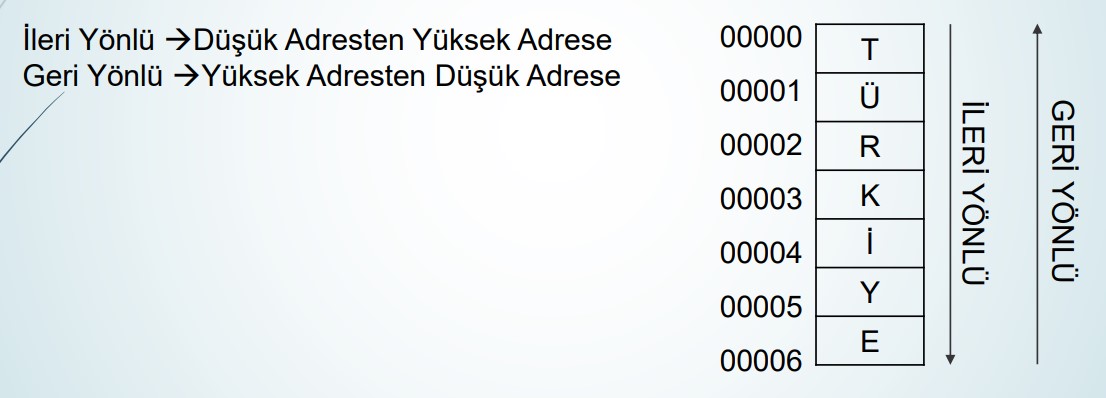 İleri Yönlü →Düşük Adresten Yüksek Adrese
Geri Yönlü →Yüksek Adresten Düşük Adrese
00000 T
00001 Ü
00002 R
00003 K
00004 İ
00005 Y
00006 E
İLERİ YÖNLÜ
GERİ YÖNLÜ